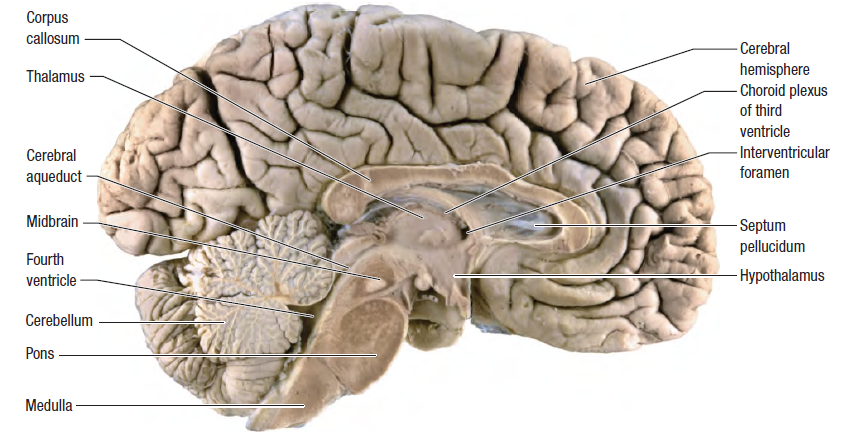 Corpus
callosum
Thalamus
Cerebral
aqueduct
Midbrain
Fourth
ventricle
Cerebellum
Pons
Medulla
Cerebral
hemisphere
Choroid plexus
of third
ventricle
Interventricular
foramen
Septum
pellucidum
Hypothalamus